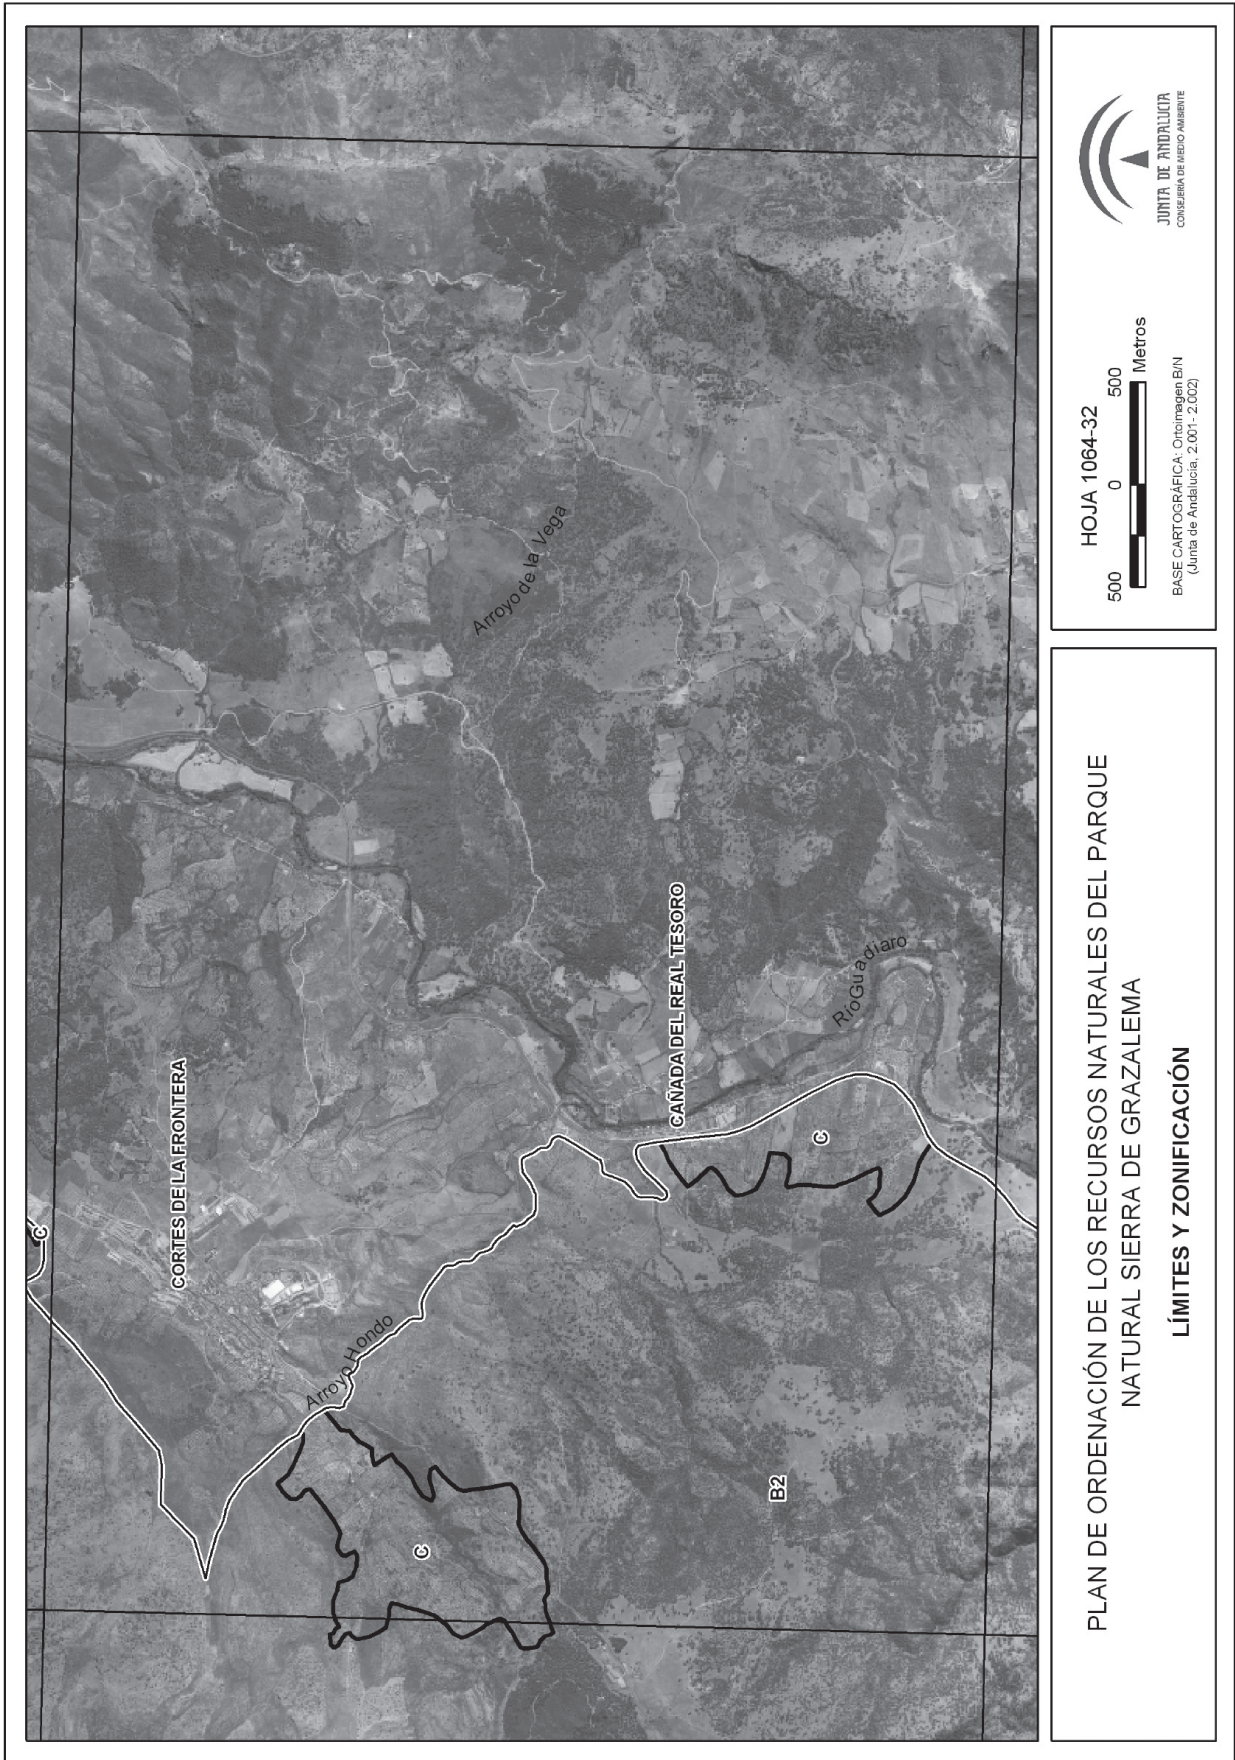 C
CORTES DE LA FRONTERA
Arroyo Hondo
C
B2
CAÑADA DEL REAL TESORO
C
RíoGuadiaro
Arroyo de la Vega
PLAN DE ORDENACIÓN DE LOS RECURSOS NATURALES DEL PARQUE
NATURAL SIERRA DE GRAZALEMA
LÍMITES Y ZONIFICACIÓN
HOJA 1064-32
500 0 500
Metros
BASE CARTOGRÁFICA: Ortoimagen B/N
(Junta de Andalucía, 2.001- 2.002)
JUNTA DE ANDALUCIA
CONSEJERÍA DE MEDIO AMBIENTE